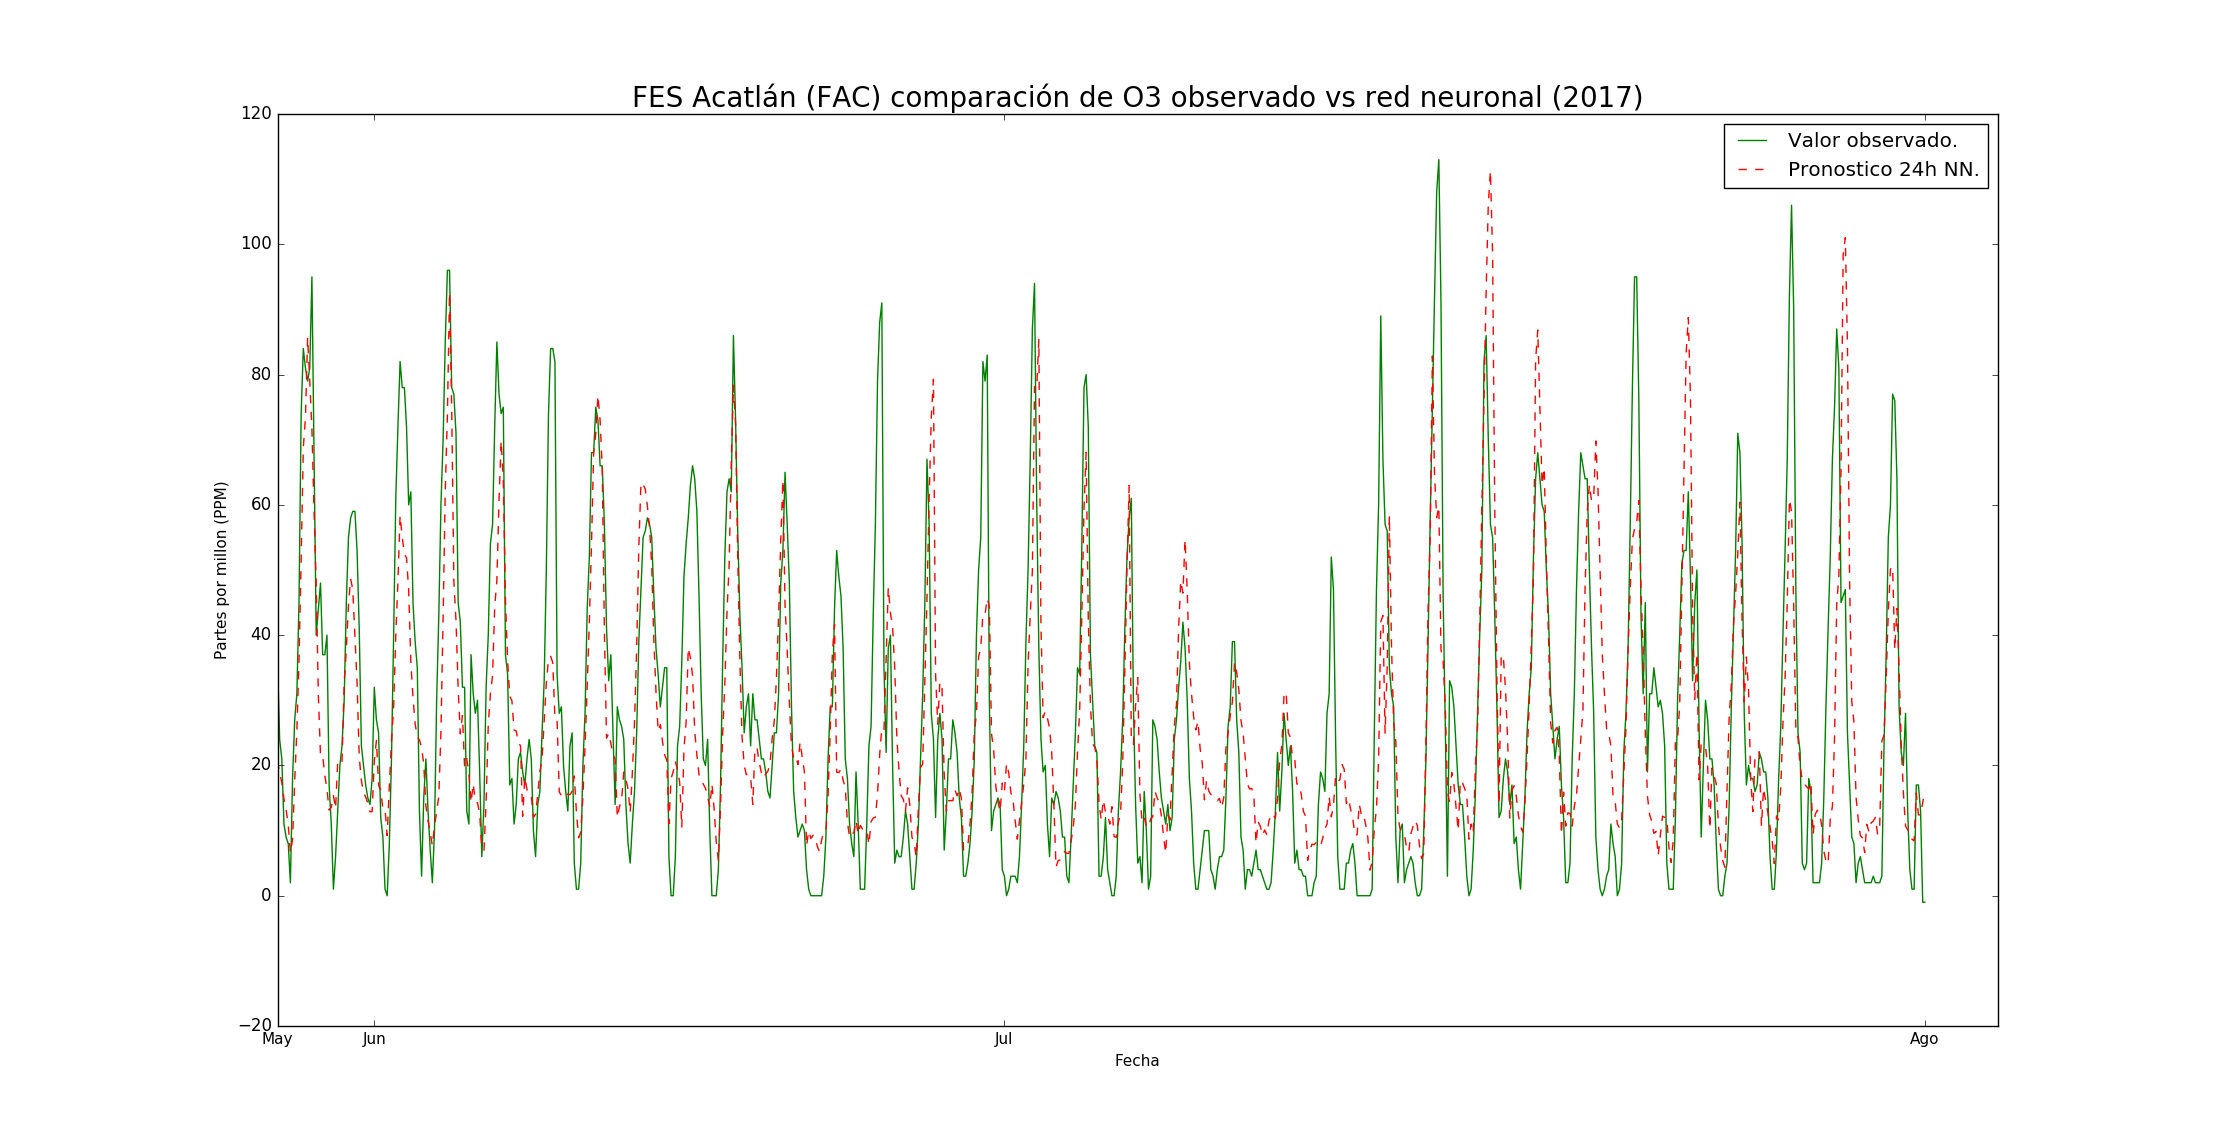 FES Acatlán (FAC) comparación de O3 observado vs red neuronal (2017)
120
100
80
60
40
20
0
−20
Partes por millon (PPM)
Valor observado.
Pronostico 24h NN.
May Jun Jul Ago
Fecha